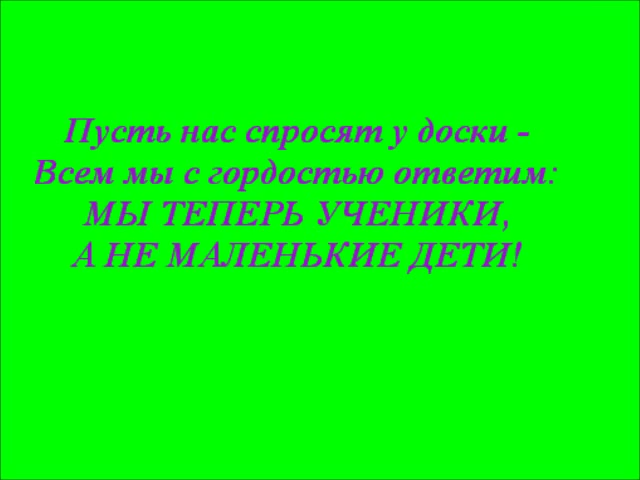 Пусть нас спросят у доски -
Всем мы с гордостью ответим:
МЫ ТЕПЕРЬ УЧЕНИКИ,
А НЕ МАЛЕНЬКИЕ ДЕТИ!